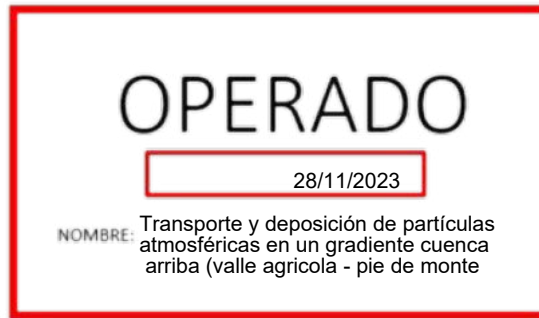 OPERADO
28/11/2023
NOMBRE: Transporte y deposición de partículas
atmosféricas en un gradiente cuenca
arriba (valle agricola - pie de monte